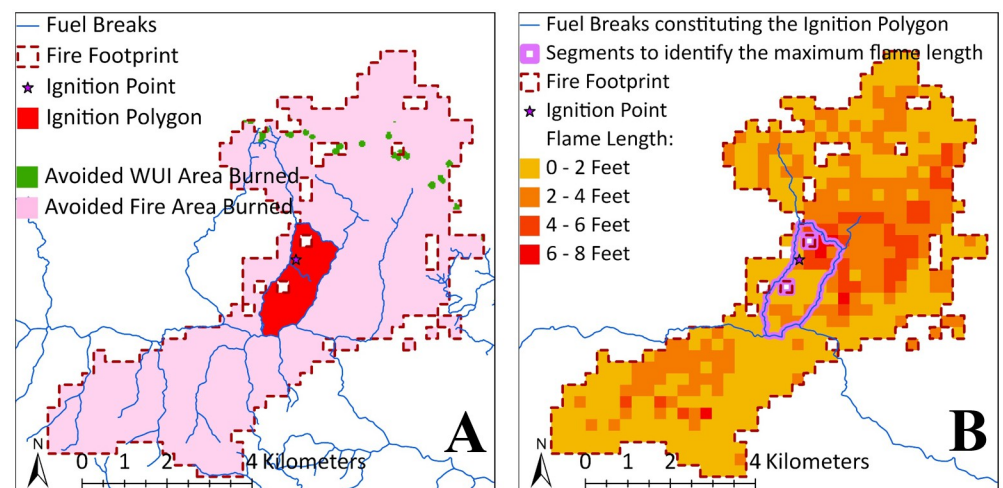 Fuel Breaks
Fire Footprint
Ignition Point
Ignition Polygon
Avoided WUI Area Burned
Avoided Fire Area Burned
A
N
0 1 2 4 Kilometers
Fuel Breaks constituting the Ignition Polygon
Segments to identify the maximum flame length
Fire Footprint
Ignition Point
Flame Length:
0 - 2 Feet
2 - 4 Feet
4 - 6 Feet
6 - 8 Feet
B
N
0 1 2 4 Kilometers